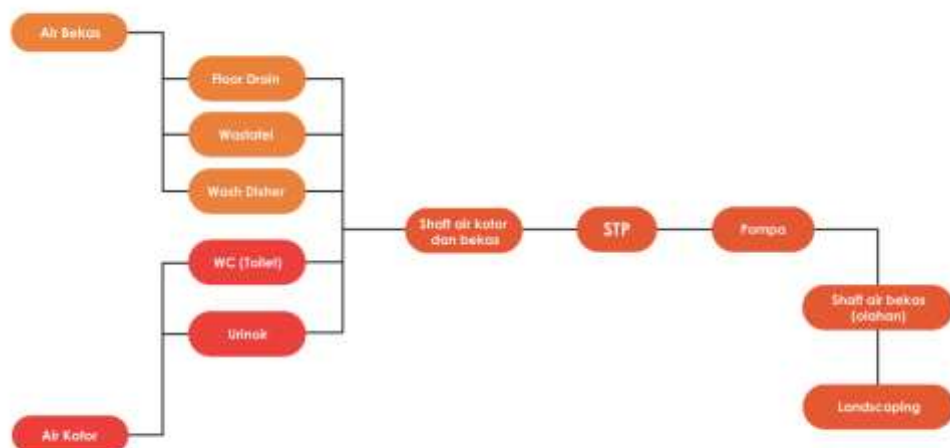 Air Bekas
Floor Drain
Wastafel
Wash Disher
WC (Toilet)
Urinoir
Air Kotor
Shaft air kotor
dan bekas
STP
Pompa
Shaft air bekas
(olahan)
Landscaping